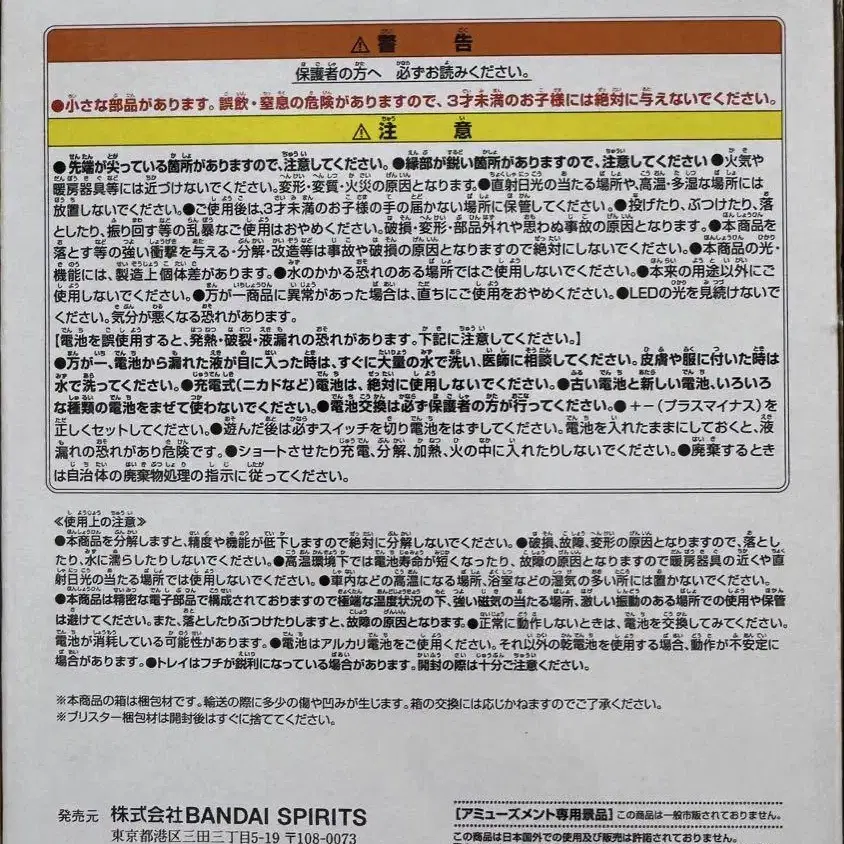 ⚠警告
保護者の方へ 必ずお読みください。
●小さな部品があります。誤飲・窒息の危険がありますので、3才未満のお子様には絶対に与えないでください。
⚠注意
●先端が尖っている箇所がありますので、注意してください。●縁部が鋭い箇所がありますので、注意してください●火気や
暖房器具等には近づけないでください。変形・変質・火災の原因となります。●直射日光の当たる場所や、高温・多湿な場所には
放置しないでください。●ご使用後は、3才未満のお子様の手の届かない場所に保管してください。●投げたり、ぶつけたり、落
としたり、振り回す等の乱暴なご使用はおやめください。破損・変形・部品外れや思わぬ事故の原因となります。●本商品を
落とす等の強い衝撃を与える・分解・改造等は事故や破損の原因となりますので絶対にしないでください。●本商品の光・
機能には、製造上個体差があります。●水のかかる恐れのある場所ではご使用しないでください。●本来の用途以外にご
使用しないでください。●万が一商品に異常があった場合は、直ちにご使用をおやめください。●LEDの光を見続けないで
ください。気分が悪くなる恐れがあります。
【電池を誤使用すると、発熱・破裂・液漏れの恐れがあります。下記に注意してください。】
●万が一、電池から漏れた液が目に入った時は、すぐに大量の水で洗い、医師に相談してください。皮膚や服に付いた時は
水で洗ってください。●充電式(ニカドなど)電池は、絶対に使用しないでください。●古い電池と新しい電池、いろいろ
な種類の電池をまぜて使わないでください。●電池交換は必ず保護者の方が行ってください。●+−(プラスマイナス)を
正しくセットしてください。●遊んだ後は必ずスイッチを切り電池をはずしてください。電池を入れたままにしておくと、液
漏れの恐れがあり危険です。●ショートさせたり充電、分解、加熱、火の中に入れたりしないでください。●廃棄するとき
は自治体の廃棄物処理の指示に従ってください。
≪使用上の注意≫
●本商品を分解しますと、精度や機能が低下しますので絶対に分解しないでください。●破損、故障、変形の原因となりますので、落とし
たり、水に濡らしたりしないでください。●高温環境下では電池寿命が短くなったり、故障の原因となりますので暖房器具の近くや直
射日光の当たる場所では使用しないでください。●車内などの高温になる場所、浴室などの湿気の多い所には置かないでください。
●本商品は精密な電子部品で構成されておりますので極端な温度状況の下、強い磁気の当たる場所、激しい振動のある場所での使用や保管
は避けてください。また、落としたりぶつけたりしますと、故障の原因となります。●正常に動作しないときは、電池を交換してみてください。
電池が消耗している可能性があります。●電池はアルカリ電池をご使用ください。それ以外の乾電池を使用する場合、動作が不安定に
場合があります。●トレイはフチが鋭利になっている場合があります。開封の際は十分ご注意ください。
※本商品の箱は梱包材です。輸送の際に多少の傷や凹みが生じます。箱の交換には応じかねますのでご了承ください。
※ブリスター梱包材は開封後はすぐに捨ててください。
発売元 株式会社BANDAI SPIRITS
東京都港区三田三丁目5-19 〒108-0073
【アミューズメント専用景品】この商品は一般市販されておりません。
この商品は日本国外での使用及び販売は許諾されておりません。